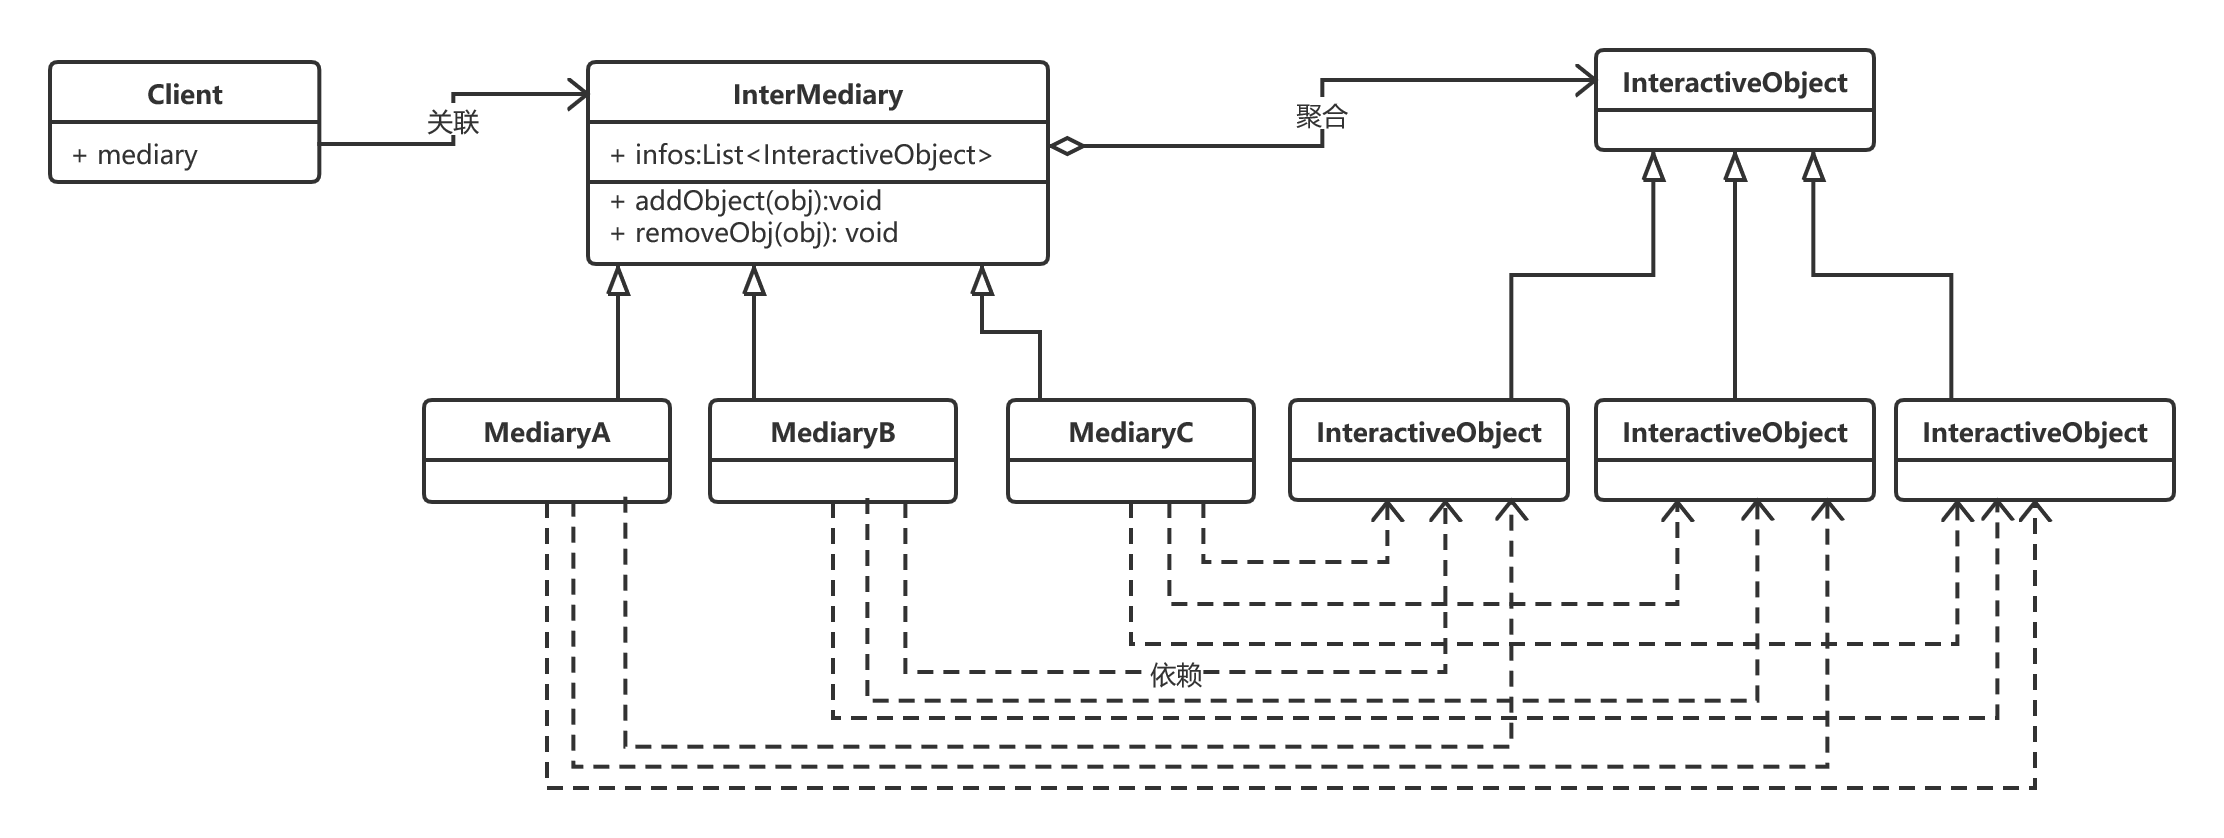 Client
+ mediary
关联
InterMediary
+ infos:List<InteractiveObject>
+ addObject(obj):void
+ removeObj(obj): void
聚合
InteractiveObject
MediaryA
MediaryB
MediaryC
InteractiveObject
InteractiveObject
InteractiveObject
依赖